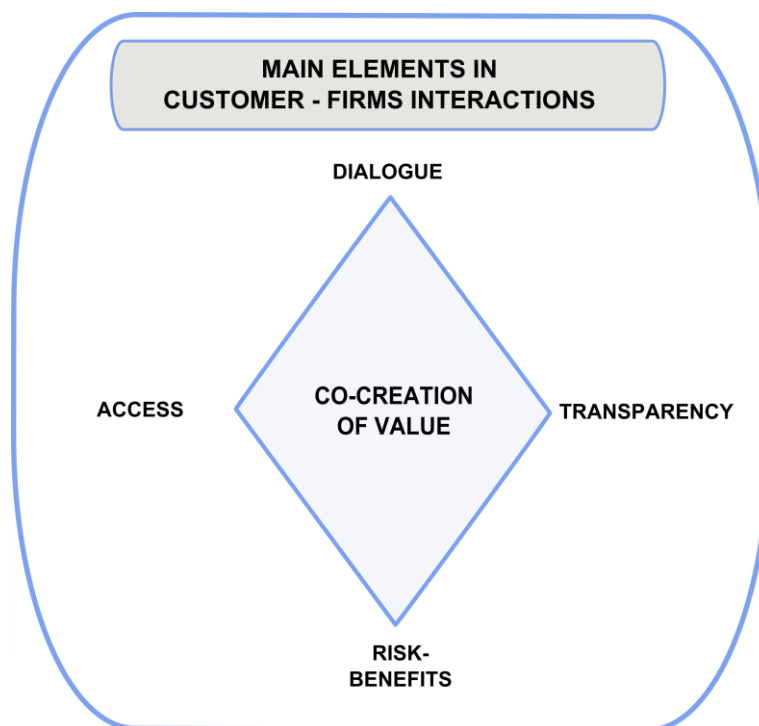 MAIN ELEMENTS IN
CUSTOMER - FIRMS INTERACTIONS
DIALOGUE
ACCESS
CO-CREATION
OF VALUE
TRANSPARENCY
RISK-
BENEFITS